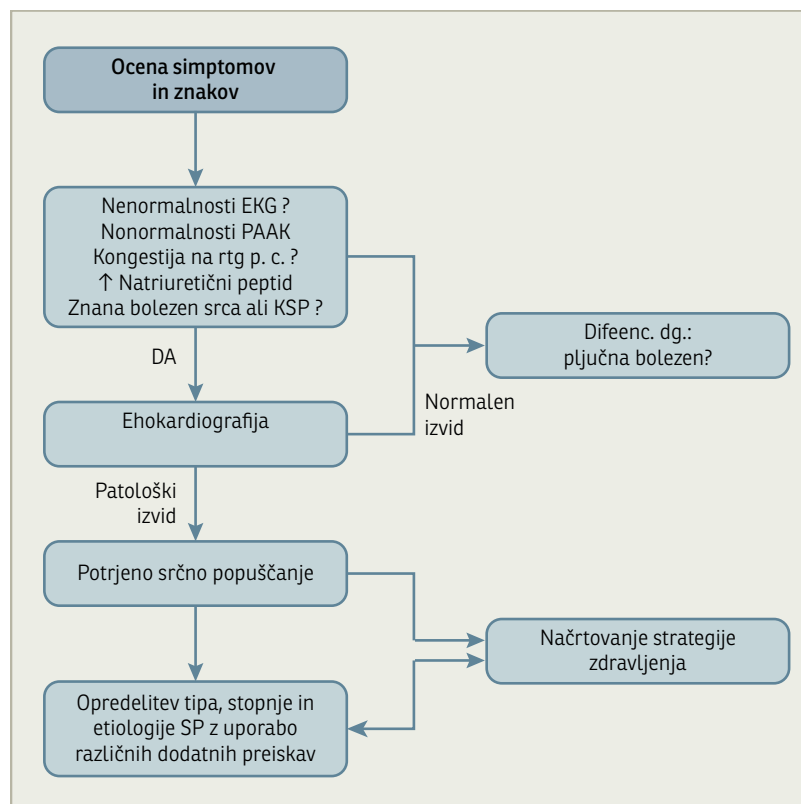 Ocena simptomov
in znakov
Nenormalnosti EKG ?
Nonormalnosti PAAK
Kongestija na rtg p. c. ?
↑ Natriuretični peptid
Znana bolezen srca ali KSP ?
Difeenc. dg.:
pljučna bolezen?
DA
Ehokardiografija
Normalen
izvid
Patološki
izvid
Potrjeno srčno popuščanje
Načrtovanje strategije
zdravljenja
Opredelitev tipa, stopnje in
etiologije SP z uporabo
različnih dodatnih preiskav